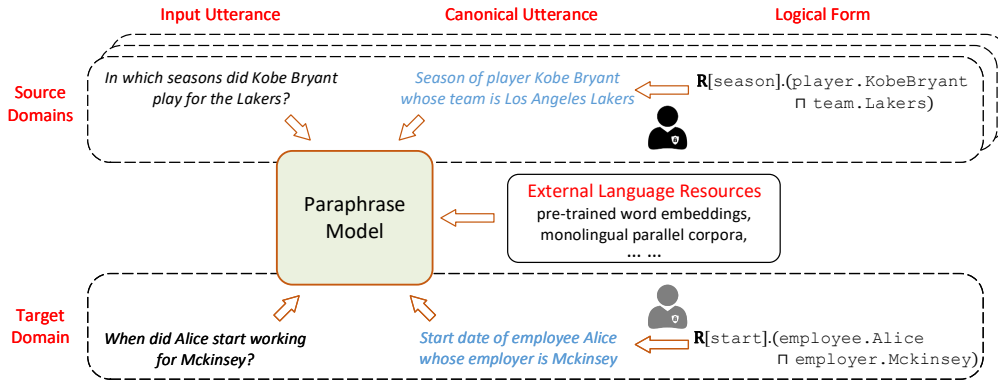 Input Utterance
Canonical Utterance
Logical Form
Source
Domains
In which seasons did Kobe Bryant
play for the Lakers?
Season of player Kobe Bryant
whose team is Los Angeles Lakers
R[season].(player.KobeBryant
⊓ team.Lakers)
Paraphrase
Model
External Language Resources
pre-trained word embeddings,
monolingual parallel corpora,
... ...
Target
Domain
When did Alice start working
for Mckinsey?
Start date of employee Alice
whose employer is Mckinsey
R[start].(employee.Alice
⊓ employer.Mckinsey)